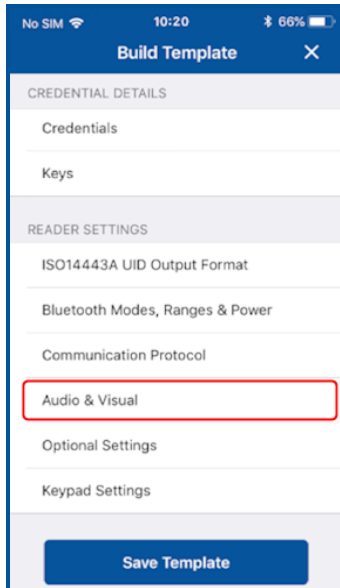 No SIM 10:20 66%
Build Template
CREDENTIAL DETAILS
Credentials
Keys
READER SETTINGS
ISO14443A UID Output Format
Bluetooth Modes, Ranges & Power
Communication Protocol
Audio & Visual
Optional Settings
Keypad Settings
Save Template